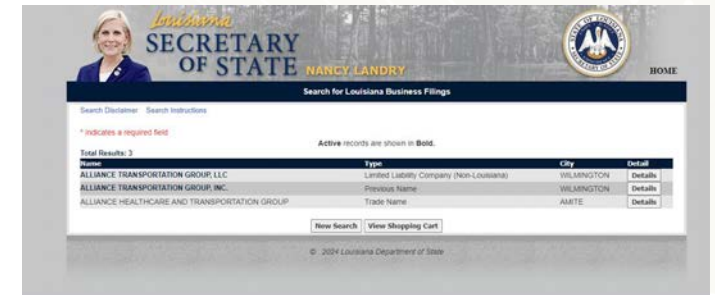 Louisiana
SECRETARY
OF STATE
NANCY LANDRY
HOME
Search for Louisiana Business Filings
Search Disclaimer Search Instructions
* indicates a required field
Active records are shown in Bold.
Total Results: 3
Name Type City Detail
ALLIANCE TRANSPORTATION GROUP, LLC Limited Liability Company (Non-Louisiana) WILMINGTON Details
ALLIANCE TRANSPORTATION GROUP, INC. Previous Name WILMINGTON Details
ALLIANCE HEALTHCARE AND TRANSPORTATION GROUP Trade Name AMITE Details
New Search View Shopping Cart
© 2024 Louisiana Department of State